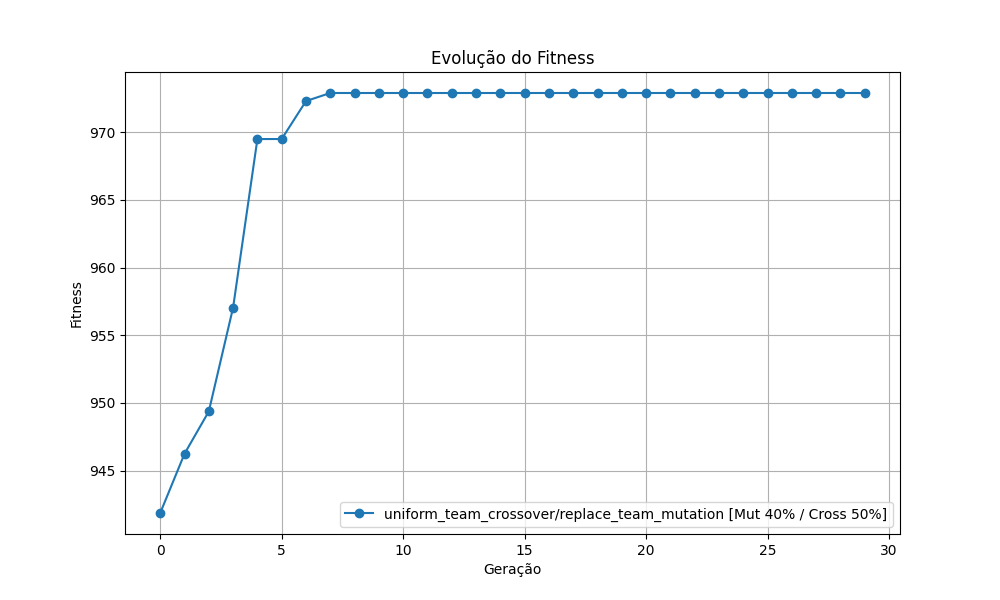 Evolução do Fitness
Fitness
970
965
960
955
950
945
uniform_team_crossover/replace_team_mutation [Mut 40% / Cross 50%]
0 5 10 15 20 25 30
Geração